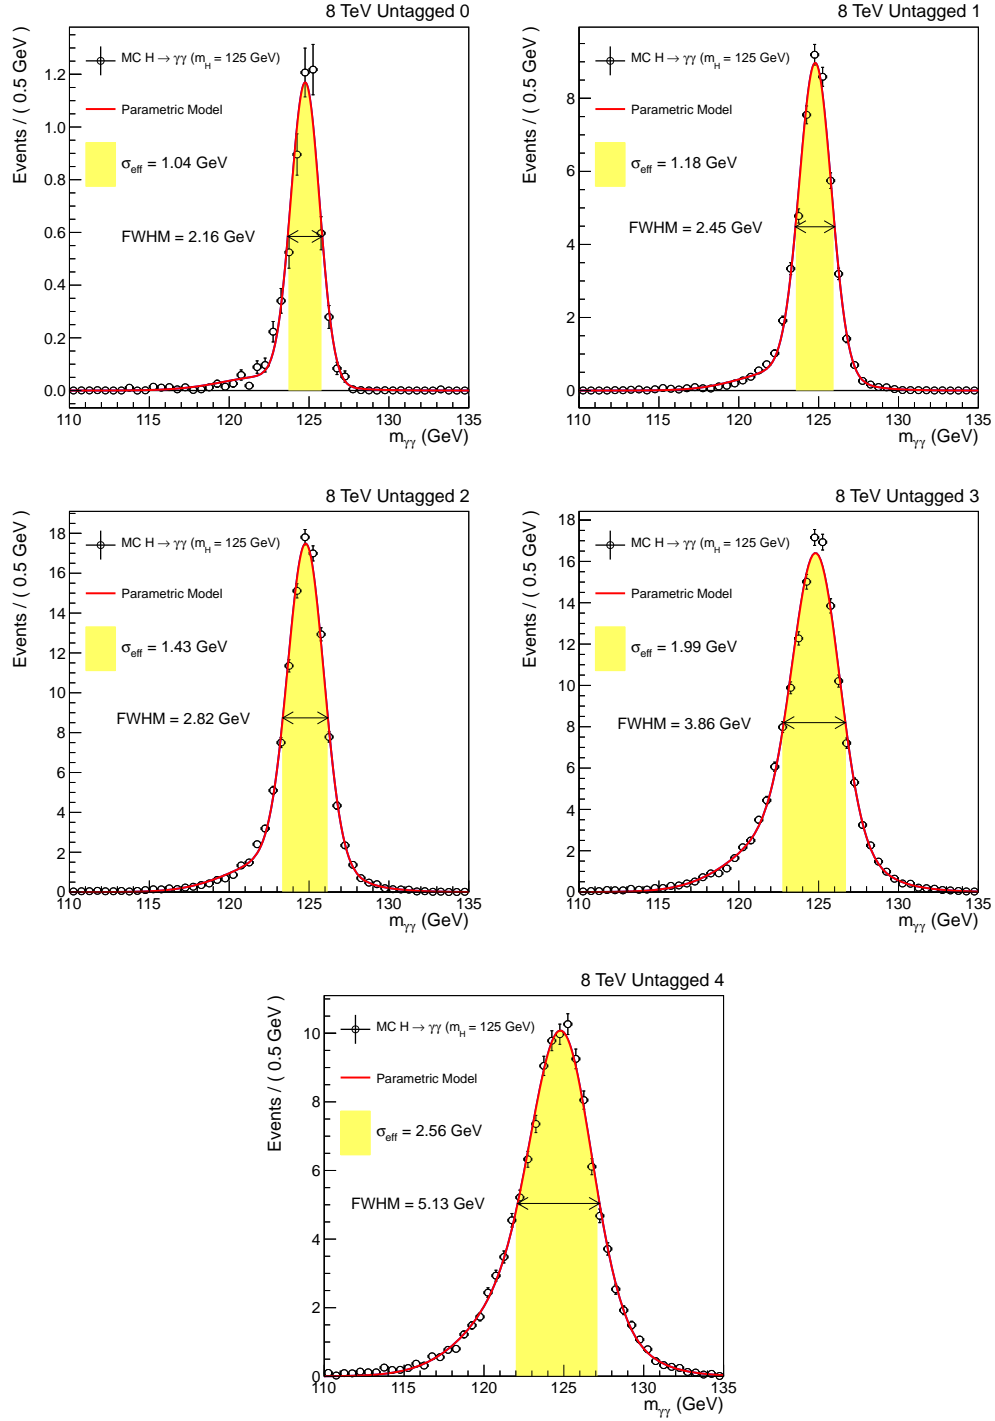 8 TeV Untagged 0
Events / ( 0.5 GeV )
MC H → γγ (m_H = 125 GeV)
Parametric Model
σ_eff = 1.04 GeV
FWHM = 2.16 GeV
1.2
1.0
0.8
0.6
0.4
0.2
0.0
110 115 120 125 130 135
m_γγ (GeV)
8 TeV Untagged 1
Events / ( 0.5 GeV )
MC H → γγ (m_H = 125 GeV)
Parametric Model
σ_eff = 1.18 GeV
FWHM = 2.45 GeV
8
6
4
2
0
110 115 120 125 130 135
m_γγ (GeV)
8 TeV Untagged 2
Events / ( 0.5 GeV )
MC H → γγ (m_H = 125 GeV)
Parametric Model
σ_eff = 1.43 GeV
FWHM = 2.82 GeV
18
16
14
12
10
8
6
4
2
0
110 115 120 125 130 135
m_γγ (GeV)
8 TeV Untagged 3
Events / ( 0.5 GeV )
MC H → γγ (m_H = 125 GeV)
Parametric Model
σ_eff = 1.99 GeV
FWHM = 3.86 GeV
18
16
14
12
10
8
6
4
2
0
110 115 120 125 130 135
m_γγ (GeV)
8 TeV Untagged 4
Events / ( 0.5 GeV )
MC H → γγ (m_H = 125 GeV)
Parametric Model
σ_eff = 2.56 GeV
FWHM = 5.13 GeV
10
8
6
4
2
0
110 115 120 125 130 135
m_γγ (GeV)